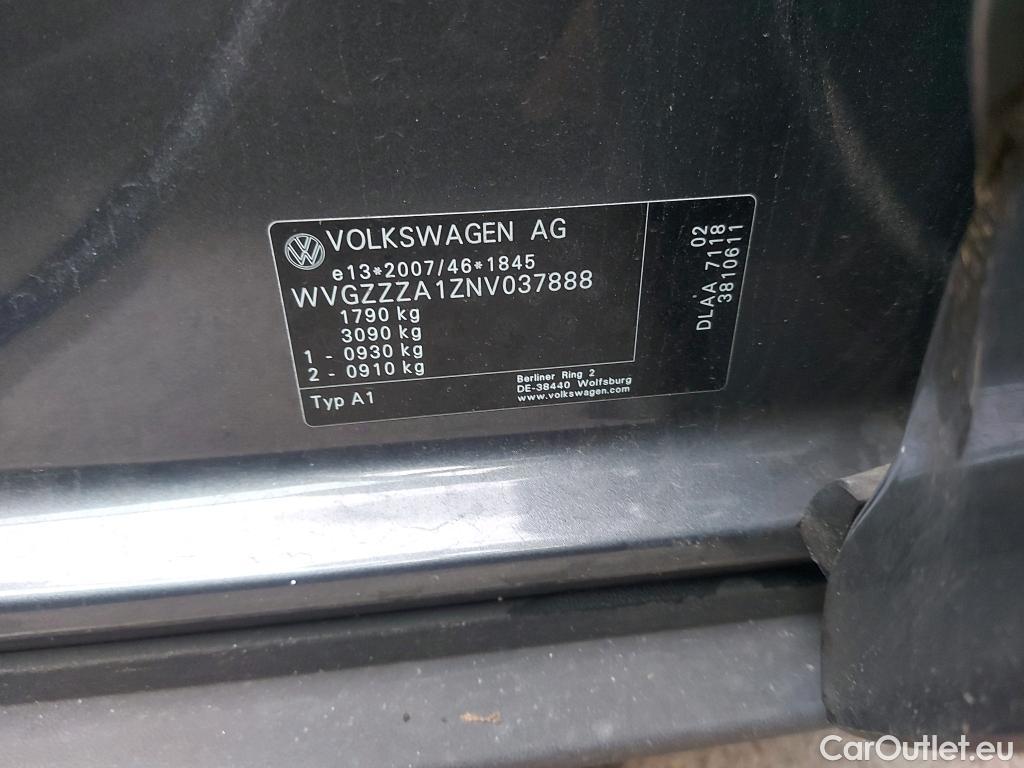 VOLKSWAGEN AG
e13*2007/46*1845
WVGZZZA1ZNV037888
1790 kg
3090 kg
1 - 0930 kg
2 - 0910 kg
Typ A1
Berliner Ring 2
DE-38440 Wolfsburg
www.volkswagen.com
DLAA 7118 02
3810611
CarOutlet.eu